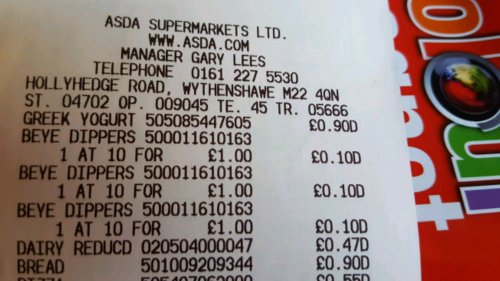 ASDA SUPERMARKETS LTD.
WWW.ASDA.COM
MANAGER GARY LEES
TELEPHONE 0161 227 5530
HOLLYHEDGE ROAD, WYTHENSHAWE M22 4QN
ST. 04702 OP. 009045 TE. 45 TR. 05666
GREEK YOGURT 505085447605 £0.90D
BEYE DIPPERS 500011610163
1 AT 10 FOR £1.00 £0.10D
BEYE DIPPERS 500011610163
1 AT 10 FOR £1.00 £0.10D
BEYE DIPPERS 500011610163
1 AT 10 FOR £1.00 £0.10D
DAIRY REDUCD 020504000047 £0.47D
BREAD 501009209344 £0.90D
£0.55D